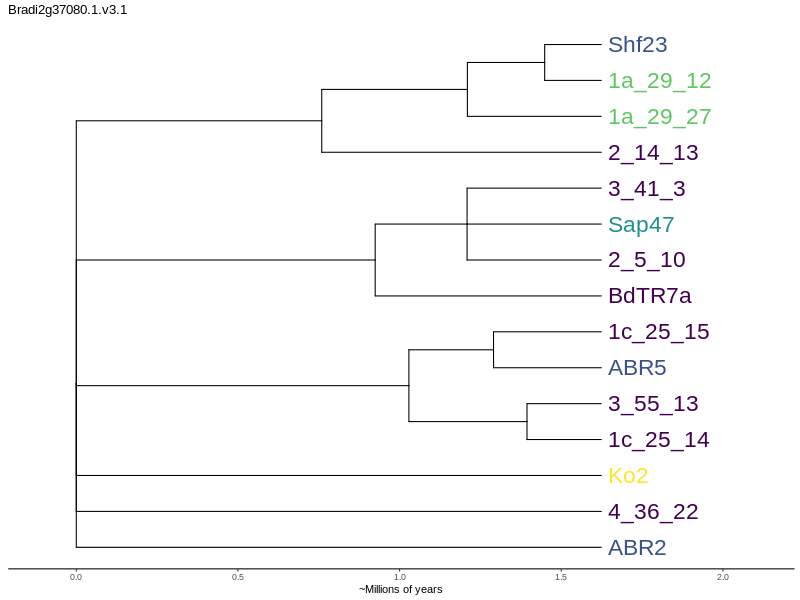 Bradi2g37080.1.v3.1
Shf23
1a_29_12
1a_29_27
2_14_13
3_41_3
Sap47
2_5_10
BdTR7a
1c_25_15
ABR5
3_55_13
1c_25_14
Ko2
4_36_22
ABR2
0.0 0.5 1.0 1.5 2.0
~Millions of years